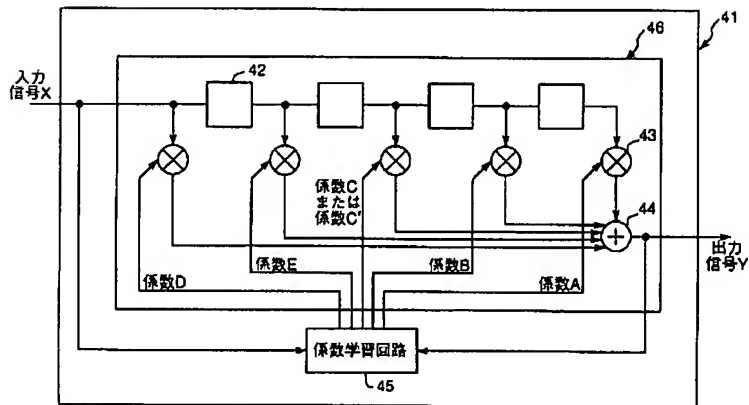 41
46
入力
信号X
42
43
係数C
または
係数C'
44
出力
信号Y
係数D
係数E
係数B
係数A
係数学習回路
45